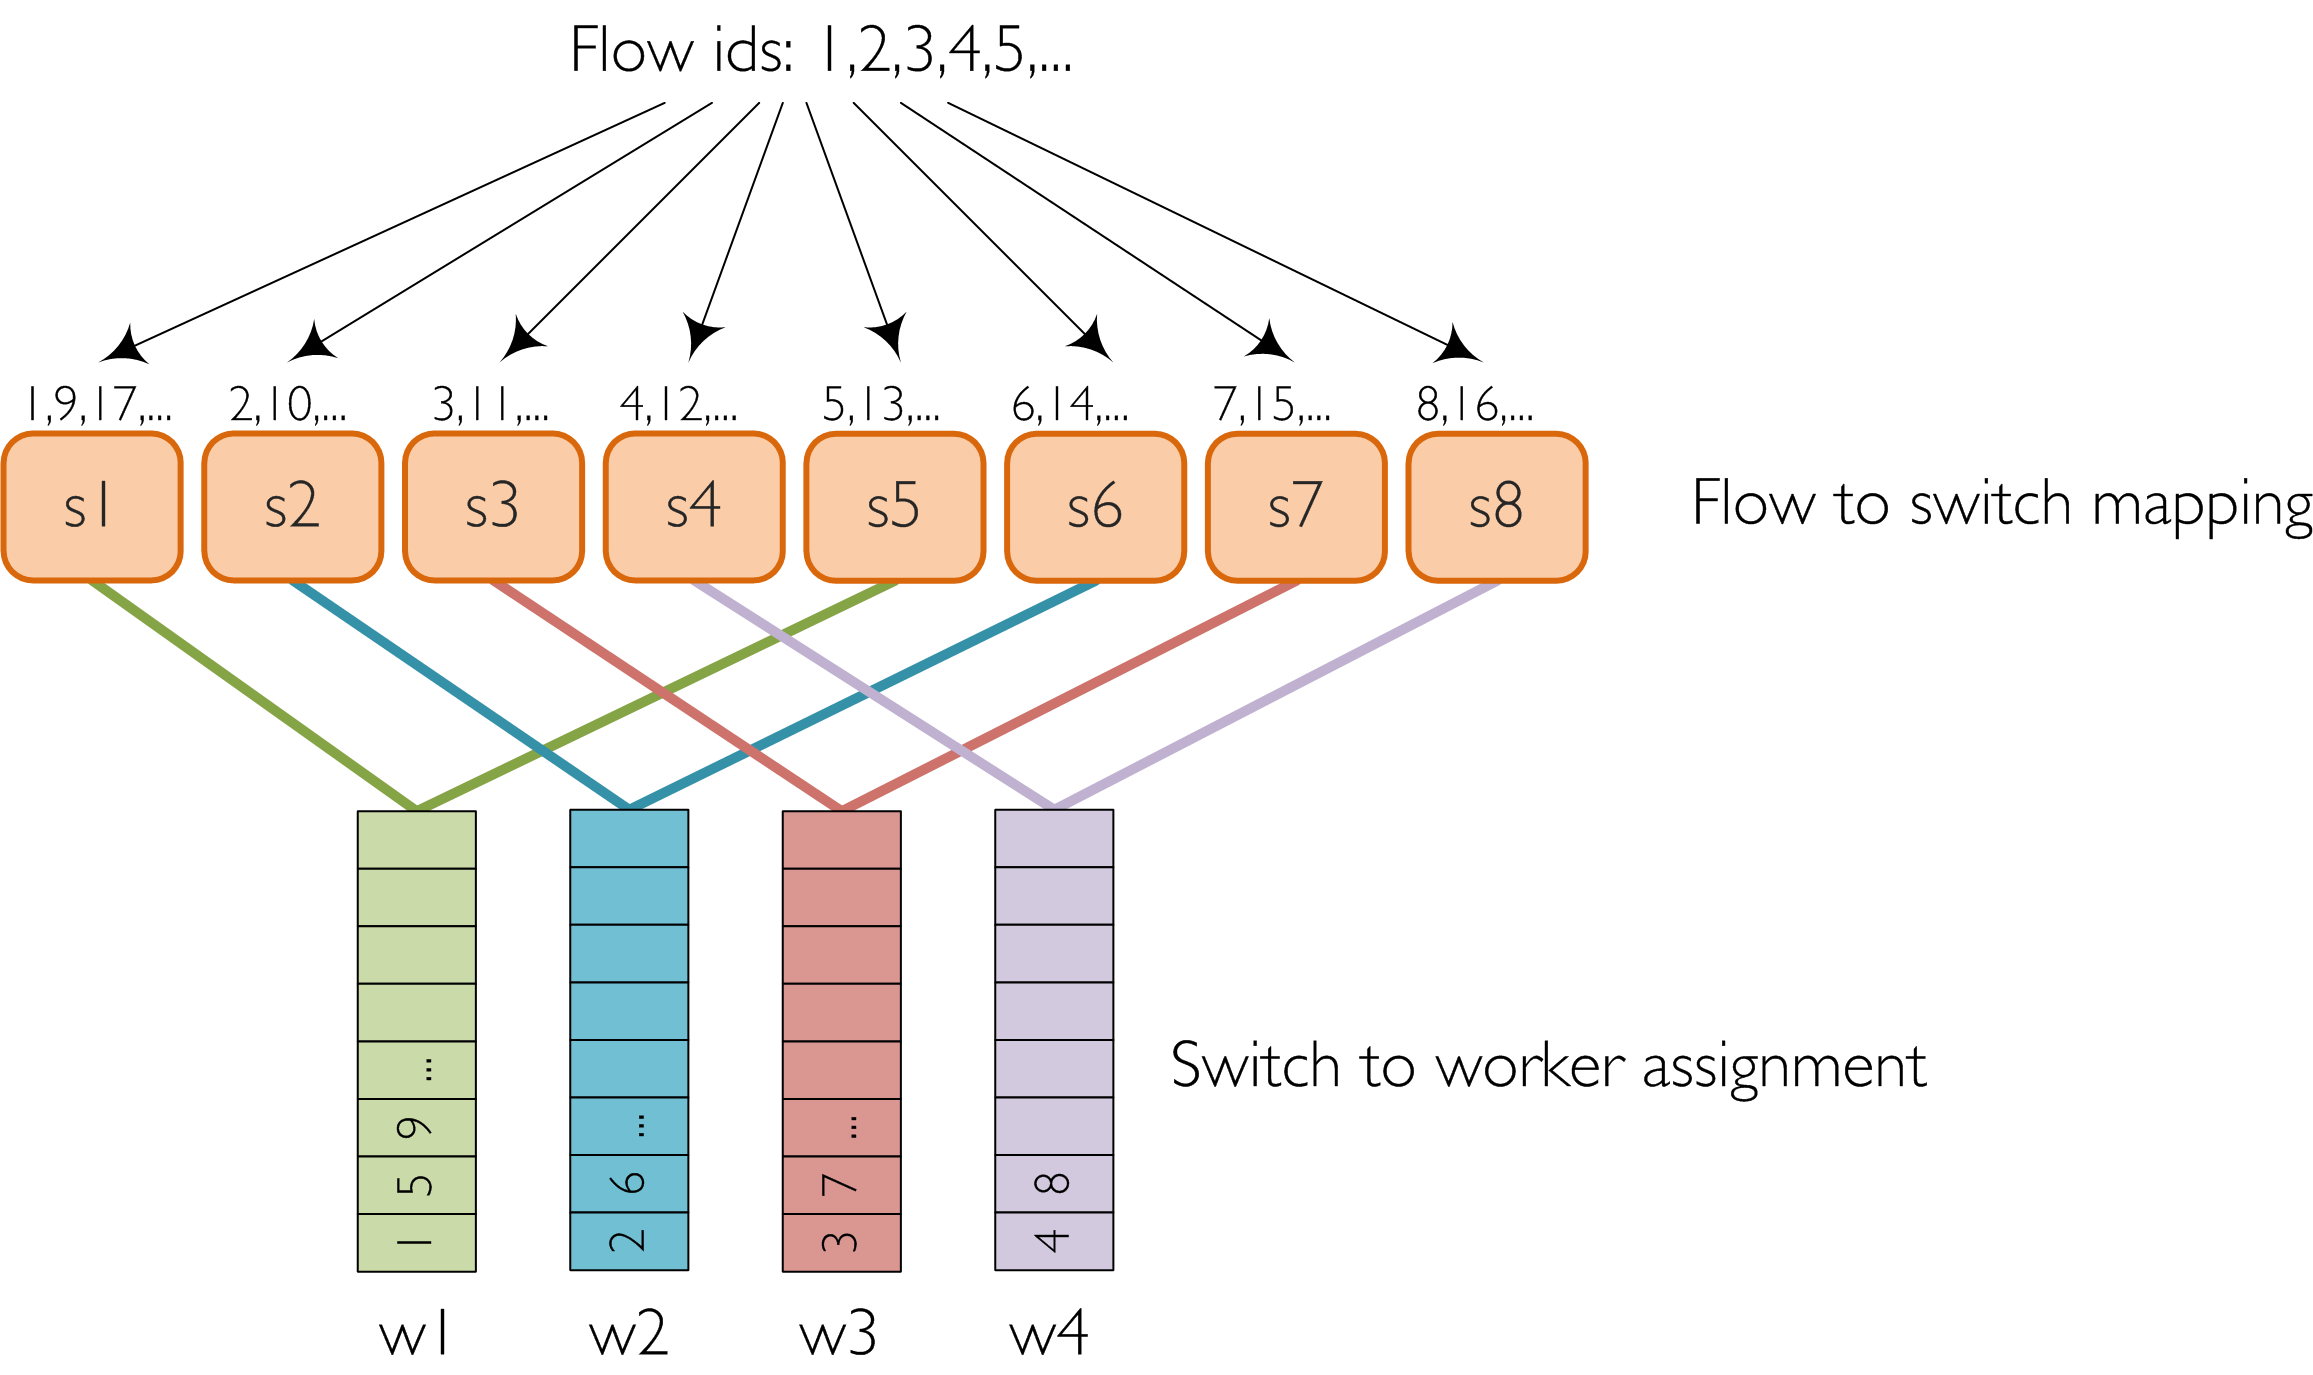 Flow ids: 1,2,3,4,5,...
1,9,17,... 2,10,... 3,11,... 4,12,... 5,13,... 6,14,... 7,15,... 8,16,...
s1 s2 s3 s4 s5 s6 s7 s8
Flow to switch mapping
...
9 ... ...
5 6 7 8
1 2 3 4
Switch to worker assignment
w1 w2 w3 w4